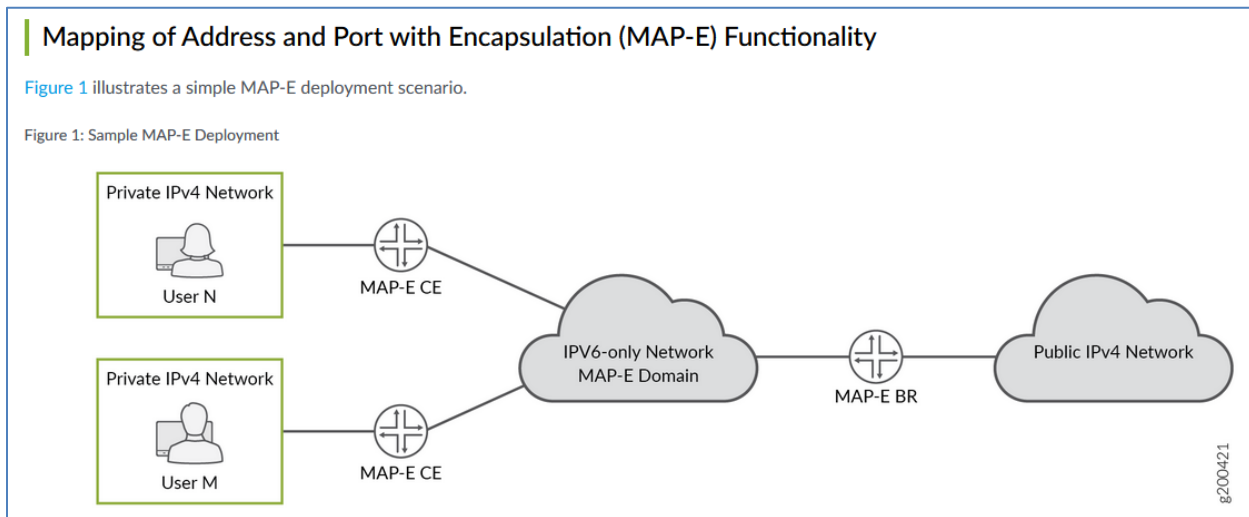 Mapping of Address and Port with Encapsulation (MAP-E) Functionality
Figure 1 illustrates a simple MAP-E deployment scenario.
Figure 1: Sample MAP-E Deployment
Private IPv4 Network
User N
MAP-E CE
Private IPv4 Network
User M
MAP-E CE
IPV6-only Network
MAP-E Domain
MAP-E BR
Public IPv4 Network
g200421